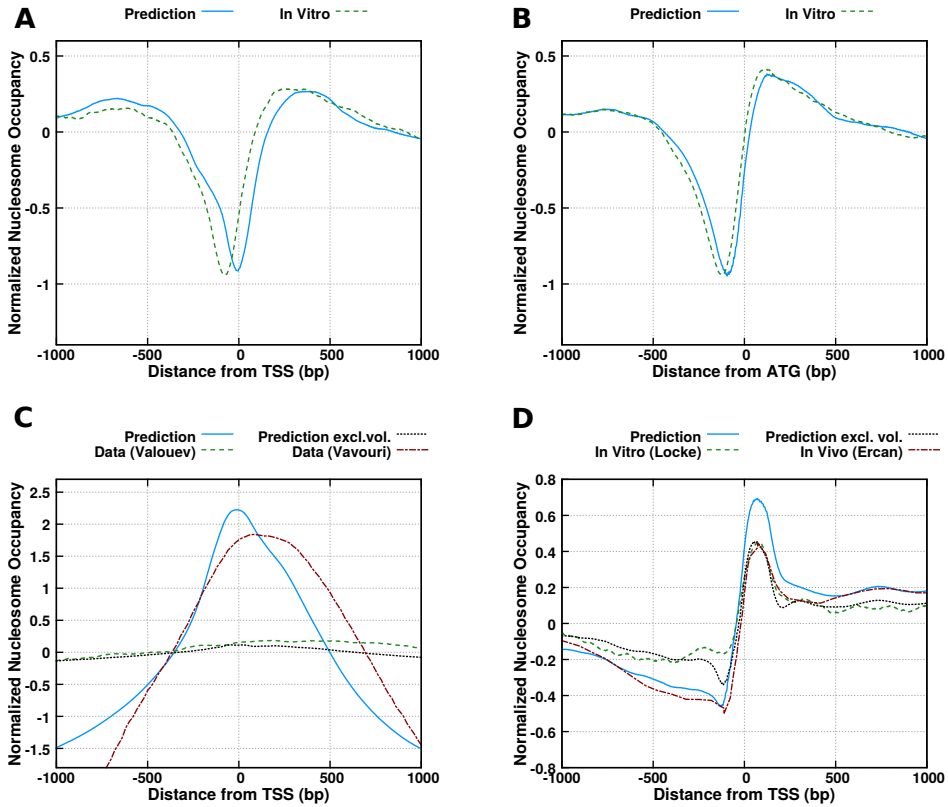 A
Prediction
In Vitro
Normalized Nucleosome Occupancy
0.5
0
-0.5
-1
-1000 -500 0 500 1000
Distance from TSS (bp)
B
Prediction
In Vitro
Normalized Nucleosome Occupancy
0.5
0
-0.5
-1
-1000 -500 0 500 1000
Distance from ATG (bp)
C
Prediction
Prediction excl.vol.
Data (Valouev)
Data (Vavouri)
Normalized Nucleosome Occupancy
2.5
2
1.5
1
0.5
0
-0.5
-1
-1.5
-1000 -500 0 500 1000
Distance from TSS (bp)
D
Prediction
Prediction excl. vol.
In Vitro (Locke)
In Vivo (Ercan)
Normalized Nucleosome Occupancy
0.8
0.6
0.4
0.2
0
-0.2
-0.4
-0.6
-0.8
-1000 -500 0 500 1000
Distance from TSS (bp)